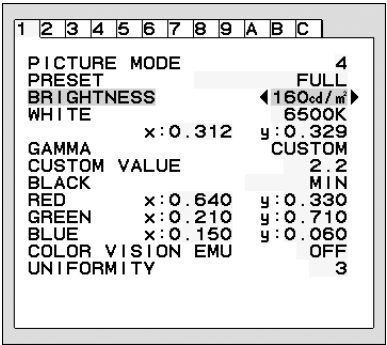 1 2 3 4 5 6 7 8 9 A B C
PICTURE MODE 4
PRESET FULL
BRIGHTNESS ◀160cd/㎡▶
WHITE 6500K
x:0.312 y:0.329
GAMMA CUSTOM
CUSTOM VALUE 2.2
BLACK MIN
RED x:0.640 y:0.330
GREEN x:0.210 y:0.710
BLUE x:0.150 y:0.060
COLOR VISION EMU OFF
UNIFORMITY 3